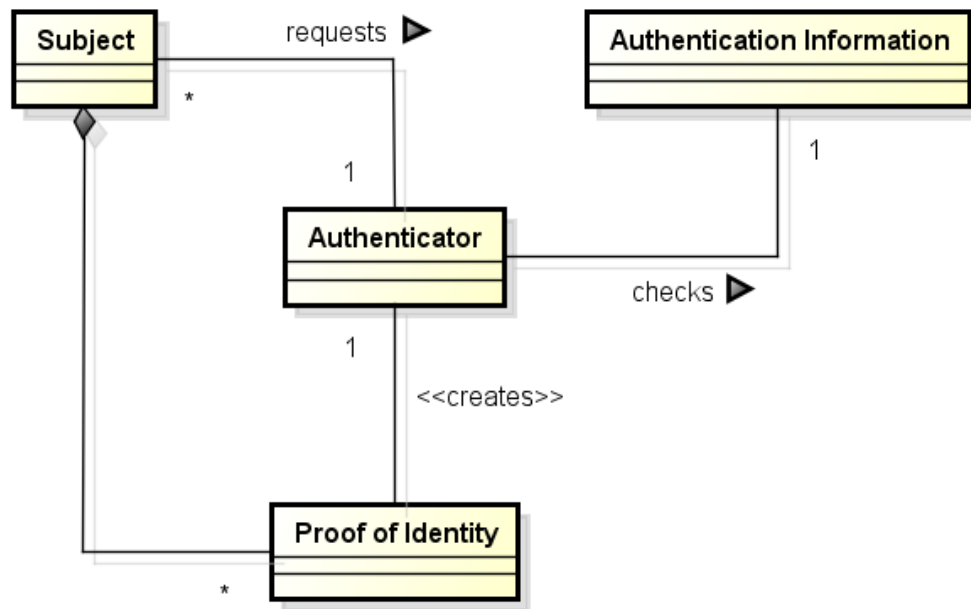 Subject
requests
Authentication Information
*
1
1
Authenticator
checks
1
<<creates>>
Proof of Identity
*